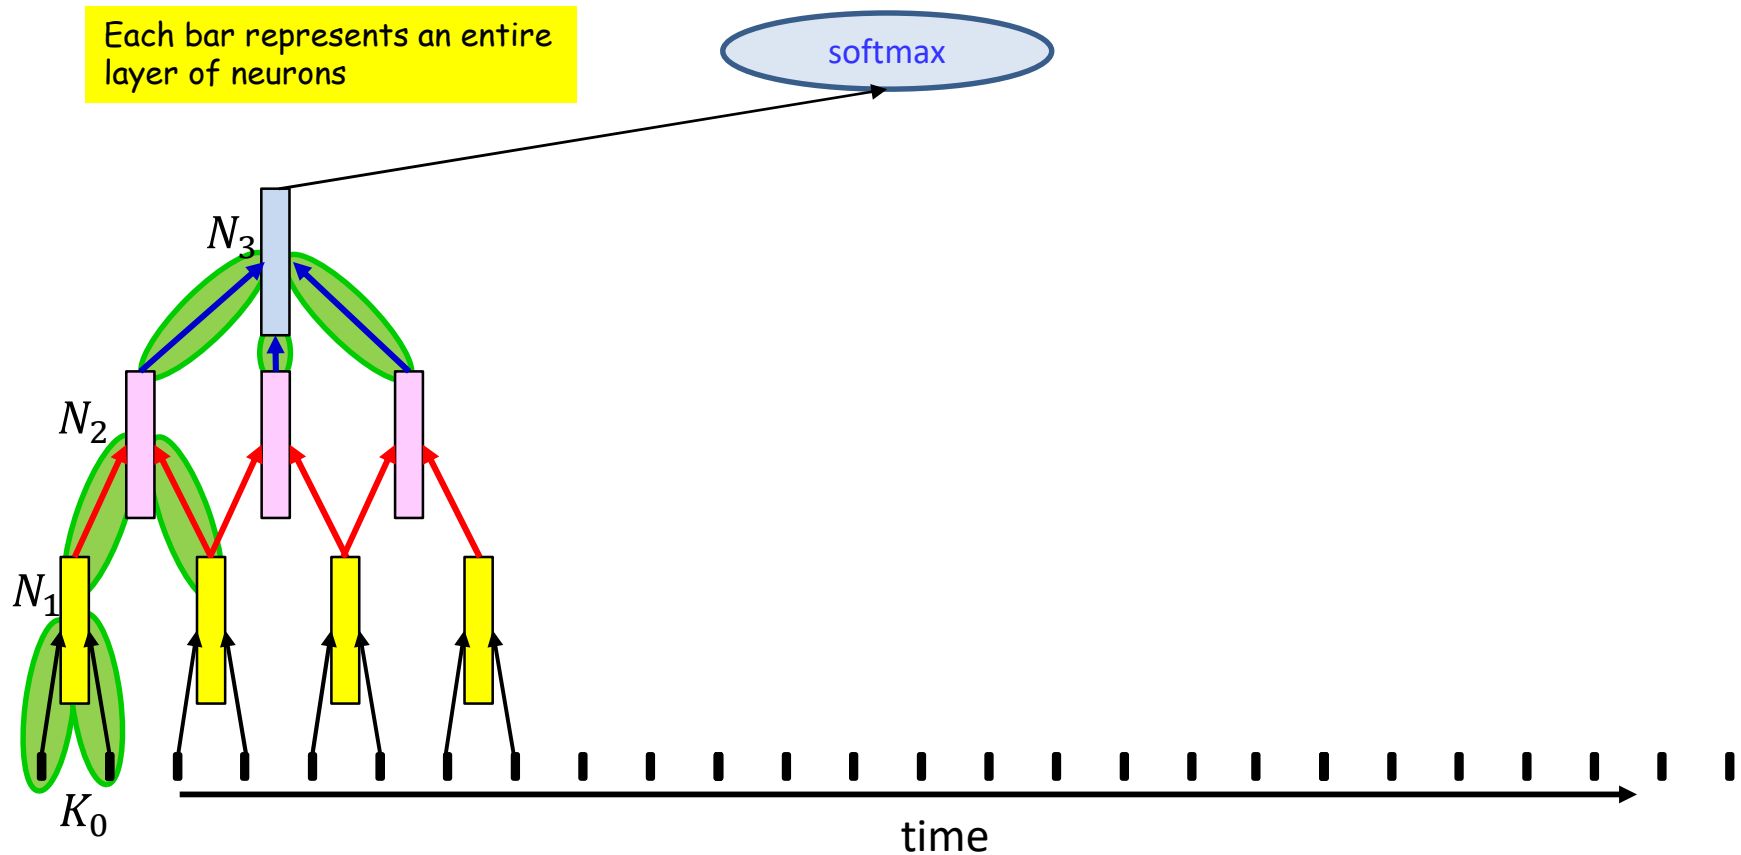 Each bar represents an entire
layer of neurons
softmax
N₃
N₂
N₁
K₀
time